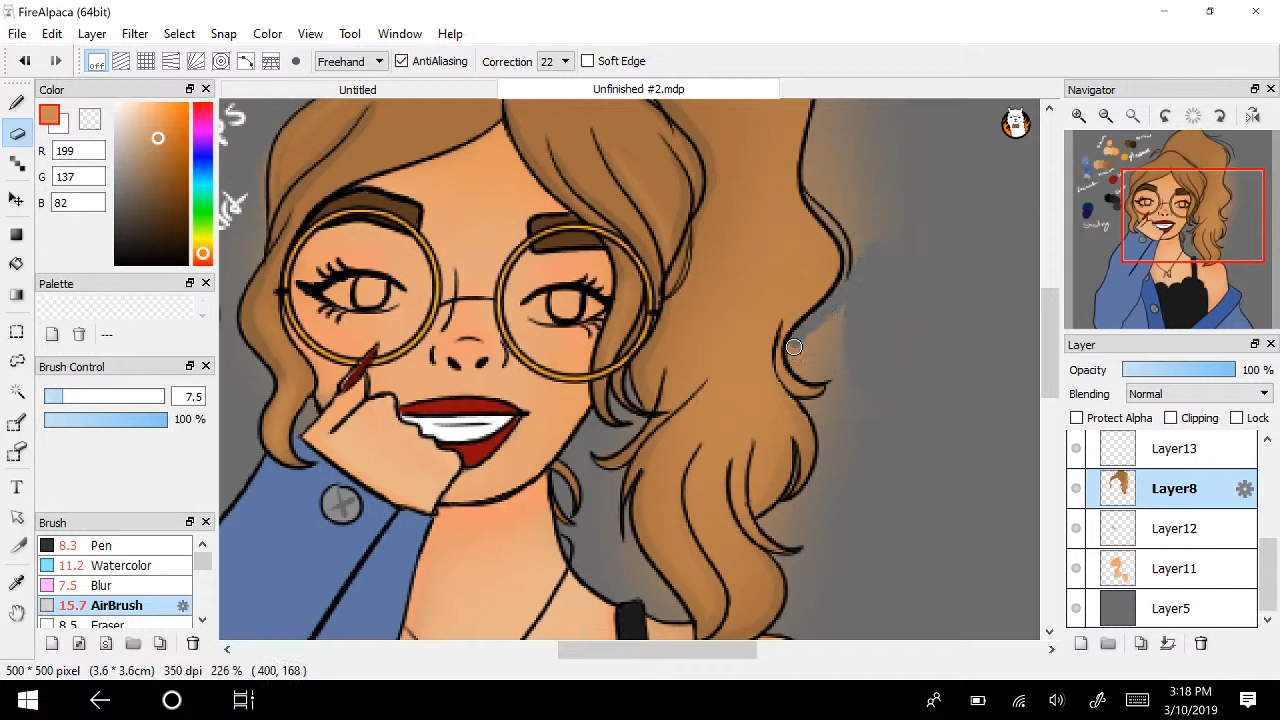 FireAlpaca (64bit)
File Edit Layer Filter Select Snap Color View Tool Window Help
off Freehand AntiAliasing Correction 22 Soft Edge
Color
Untitled
Unfinished #2.mdp
Navigator
R 199
G 137
B 82
Palette
---
Brush Control
7.5
100 %
Brush
8.3 Pen
11.2 Watercolor
7.5 Blur
15.7 AirBrush
8.5 Eraser
Layer
Opacity 100 %
Blending Normal
Protect Alpha Clipping Lock
Layer13
Layer8
Layer12
Layer11
Layer5
500 * 500 pixel (3.6 * 3.6cm) 350 dpi 226 % ( 400, 168 )
3:18 PM
3/10/2019